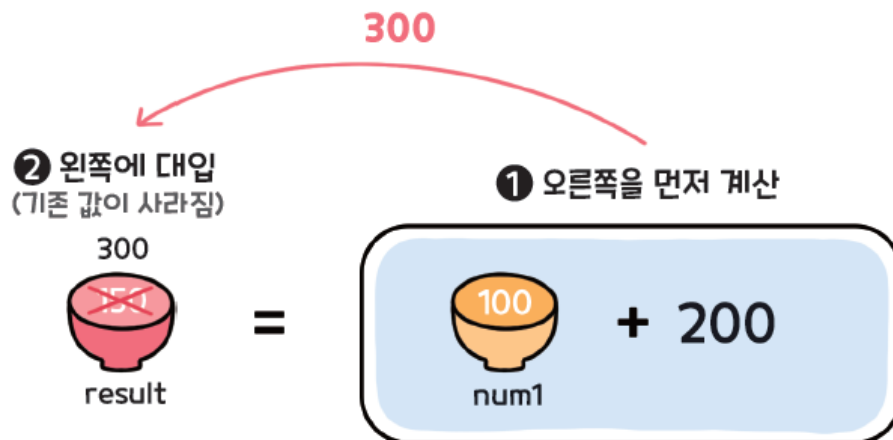 300
❷ 왼쪽에 대입
(기존 값이 사라짐)
❶ 오른쪽을 먼저 계산
300
150
=
100
+ 200
result
num1